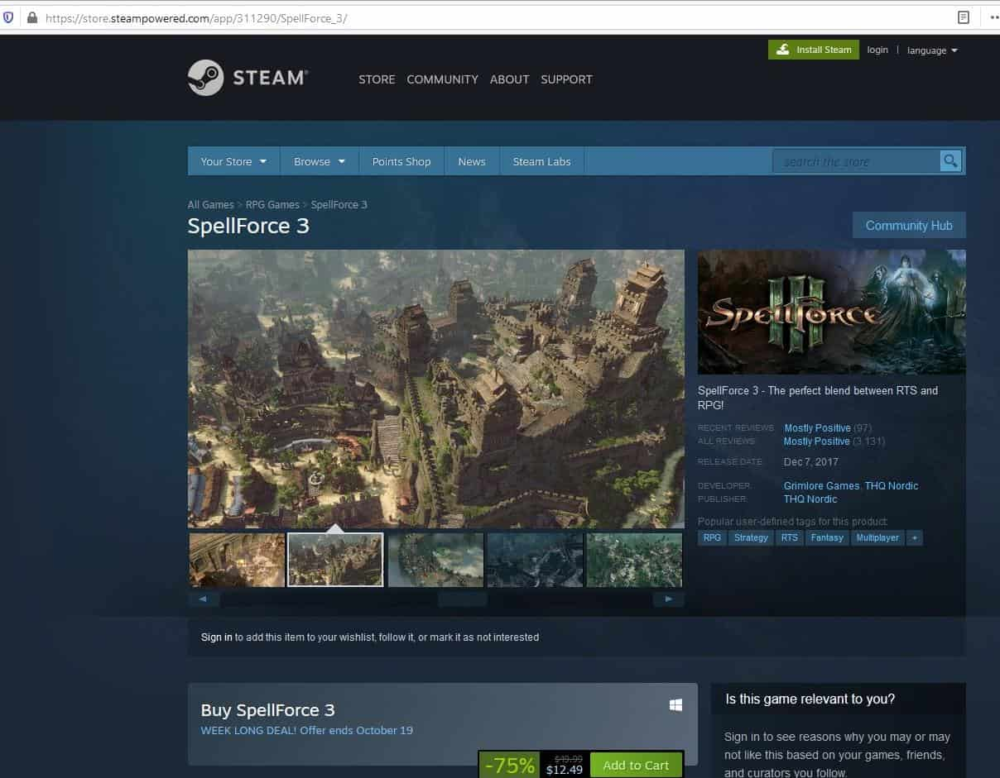 https://store.steampowered.com/app/311290/SpellForce_3/
Install Steam login | language
STEAM®
STORE COMMUNITY ABOUT SUPPORT
Your Store Browse Points Shop News Steam Labs search the store
All Games > RPG Games > SpellForce 3
SpellForce 3
Community Hub
SPELLFORCE III
SpellForce 3 - The perfect blend between RTS and
RPG!
RECENT REVIEWS: Mostly Positive (97)
ALL REVIEWS: Mostly Positive (3,131)
RELEASE DATE: Dec 7, 2017
DEVELOPER: Grimlore Games, THQ Nordic
PUBLISHER: THQ Nordic
Popular user-defined tags for this product:
RPG Strategy RTS Fantasy Multiplayer +
Sign in to add this item to your wishlist, follow it, or mark it as not interested
Buy SpellForce 3
WEEK LONG DEAL! Offer ends October 19
-75% $49.99 $12.49 Add to Cart
Is this game relevant to you?
Sign in to see reasons why you may or may
not like this based on your games, friends,
and curators you follow.